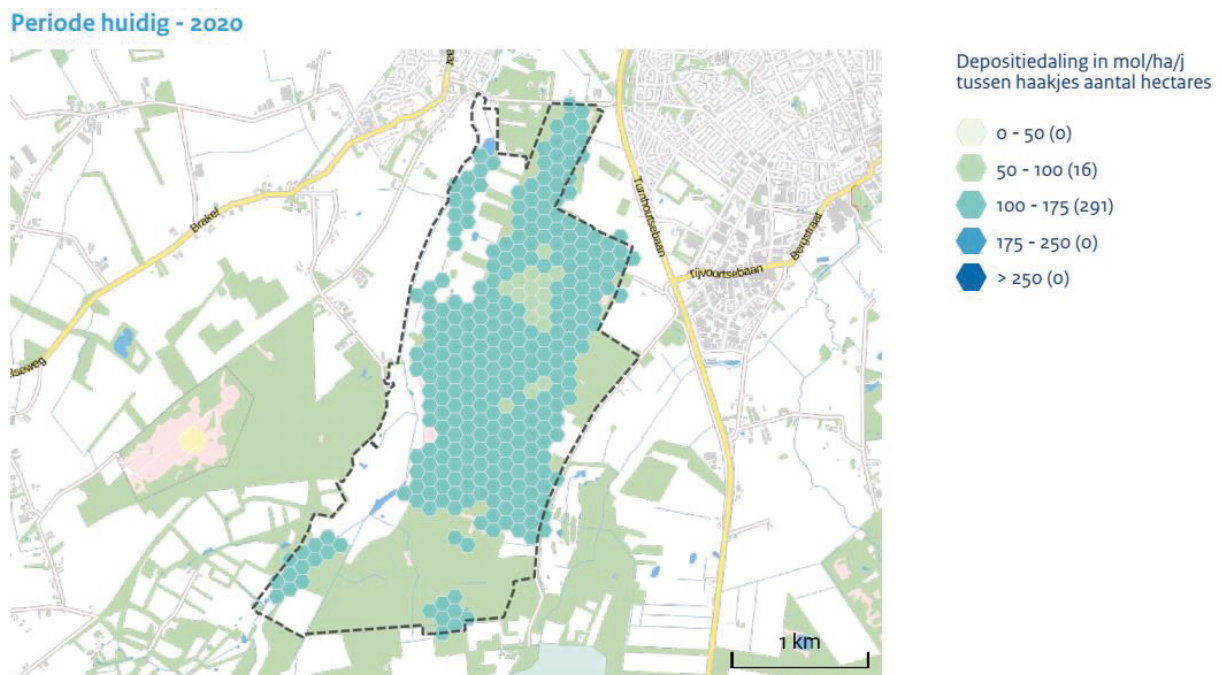 Periode huidig - 2020
Depositiedaling in mol/ha/j
tussen haakjes aantal hectares
0 - 50 (0)
50 - 100 (16)
100 - 175 (291)
175 - 250 (0)
> 250 (0)
Brakel
Turnhoutsebaan
Tijvoortsebaan
Bergstraat
1 km